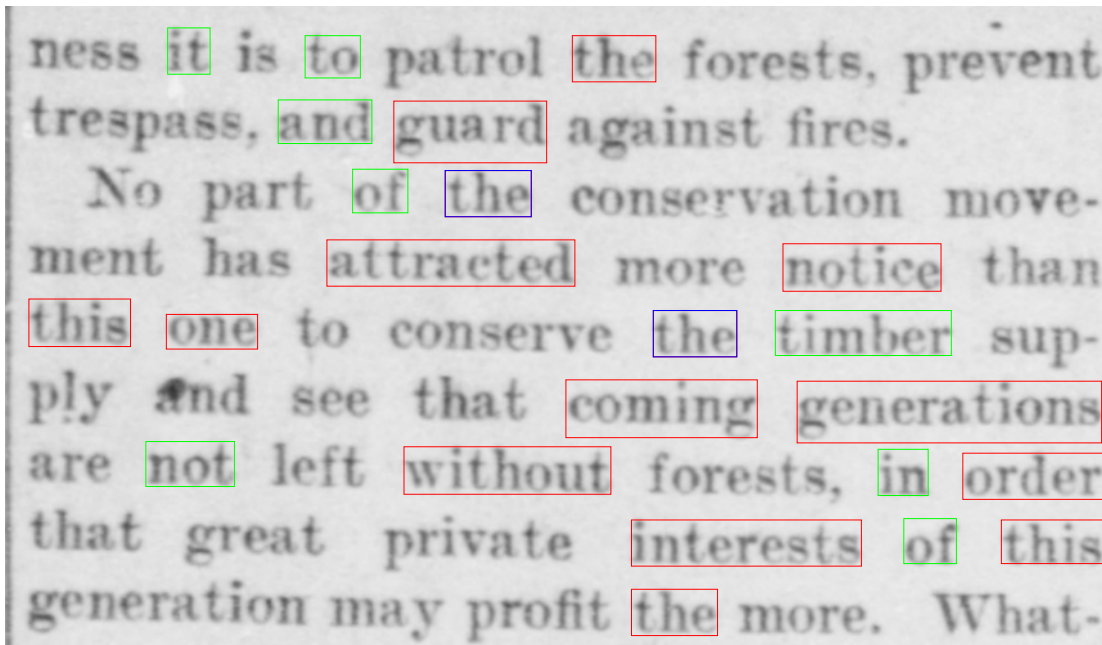 ness it is to patrol the forests, prevent
trespass, and guard against fires.
No part of the conservation move-
ment has attracted more notice than
this one to conserve the timber sup-
ply and see that coming generations
are not left without forests, in order
that great private interests of this
generation may profit the more. What-